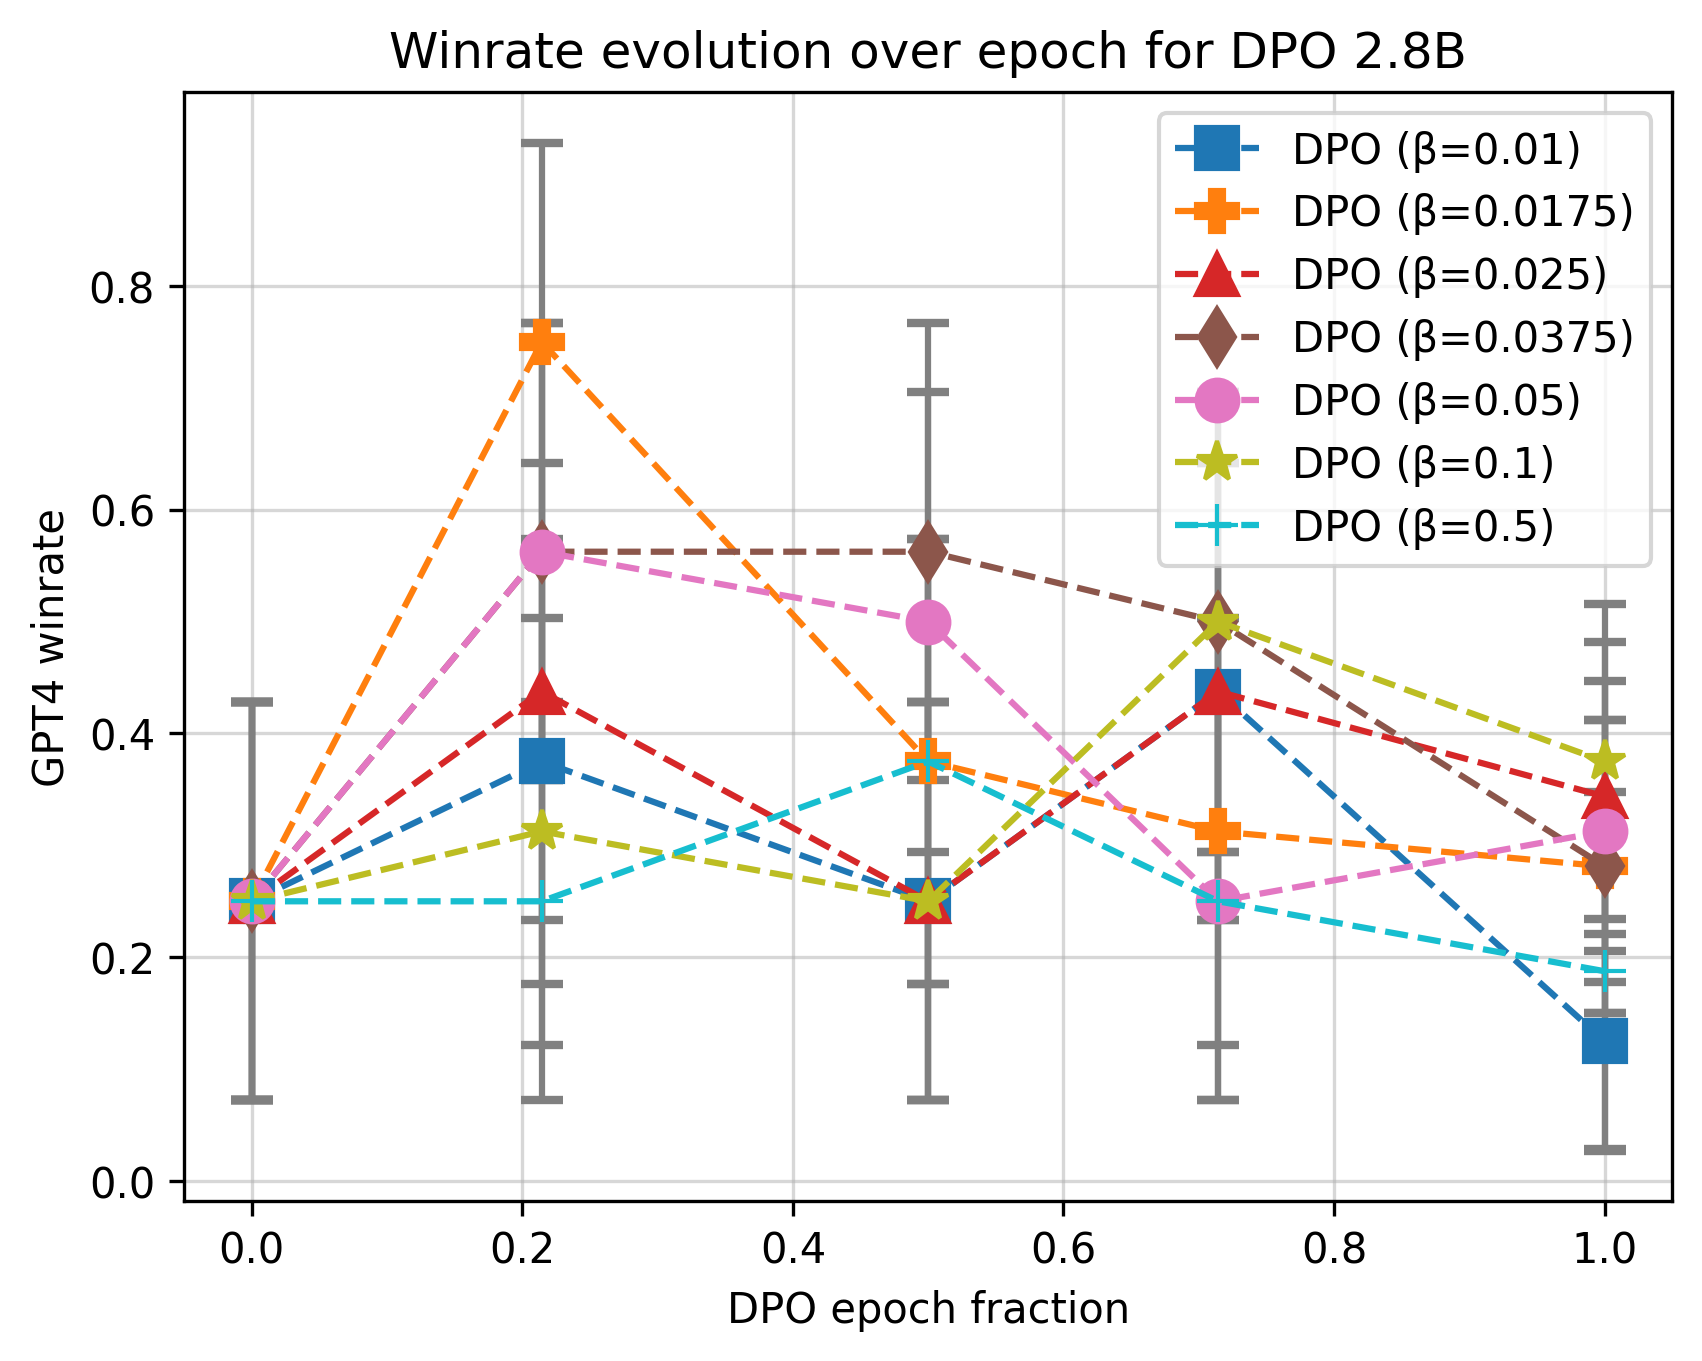 Winrate evolution over epoch for DPO 2.8B
DPO (β=0.01)
DPO (β=0.0175)
DPO (β=0.025)
DPO (β=0.0375)
DPO (β=0.05)
DPO (β=0.1)
DPO (β=0.5)
GPT4 winrate
0.8
0.6
0.4
0.2
0.0
0.0 0.2 0.4 0.6 0.8 1.0
DPO epoch fraction